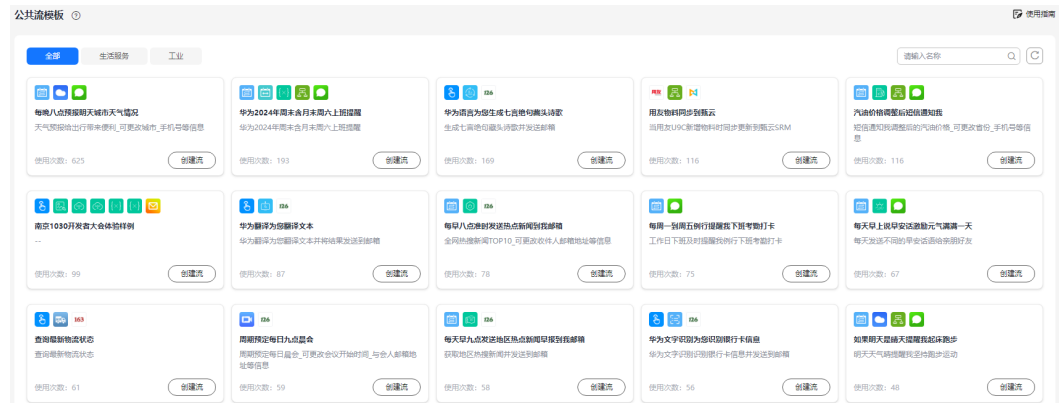 公共流模板
使用指南
全部
生活服务
工业
请输入名称
每晚八点预报明天城市天气情况
天气预报给出行带来便利_可更改城市_手机号等信息
使用次数：625
创建流
华为2024年周末含月末周六上班提醒
华为2024年周末含月末周六上班提醒
使用次数：193
创建流
126
华为语言为您生成七言绝句藏头诗歌
生成七言绝句藏头诗歌并发送邮箱
使用次数：169
创建流
用友物料同步到甄云
当用友U9C新增物料时同步更新到甄云SRM
使用次数：116
创建流
汽油价格调整后短信通知我
短信通知我调整后的汽油价格_可更改省份_手机号等信
息
使用次数：116
创建流
南京1030开发者大会体验样例
--
使用次数：99
创建流
126
华为翻译为您翻译文本
华为翻译为您翻译文本并将结果发送到邮箱
使用次数：87
创建流
126
每早八点准时发送热点新闻到我邮箱
全网热搜新闻TOP10_可更改收件人邮箱地址等信息
使用次数：78
创建流
每周一到周五例行提醒我下班考勤打卡
工作日下班及时提醒我例行下班考勤打卡
使用次数：75
创建流
每天早上说早安话激励元气满满一天
每天发送不同的早安话语给亲朋好友
使用次数：67
创建流
163
查询最新物流状态
查询最新物流状态
使用次数：61
创建流
126
周期预定每日九点晨会
周期预定每日晨会_可更改会议开始时间_与会人邮箱地
址等信息
使用次数：59
创建流
126
每天早九点发送地区热点新闻早报到我邮箱
获取地区热搜新闻并发送到邮箱
使用次数：58
创建流
126
华为文字识别为您识别银行卡信息
华为文字识别识别银行卡信息并发送到邮箱
使用次数：56
创建流
如果明天是晴天提醒我起床跑步
明天天气晴提醒我坚持跑步运动
使用次数：48
创建流